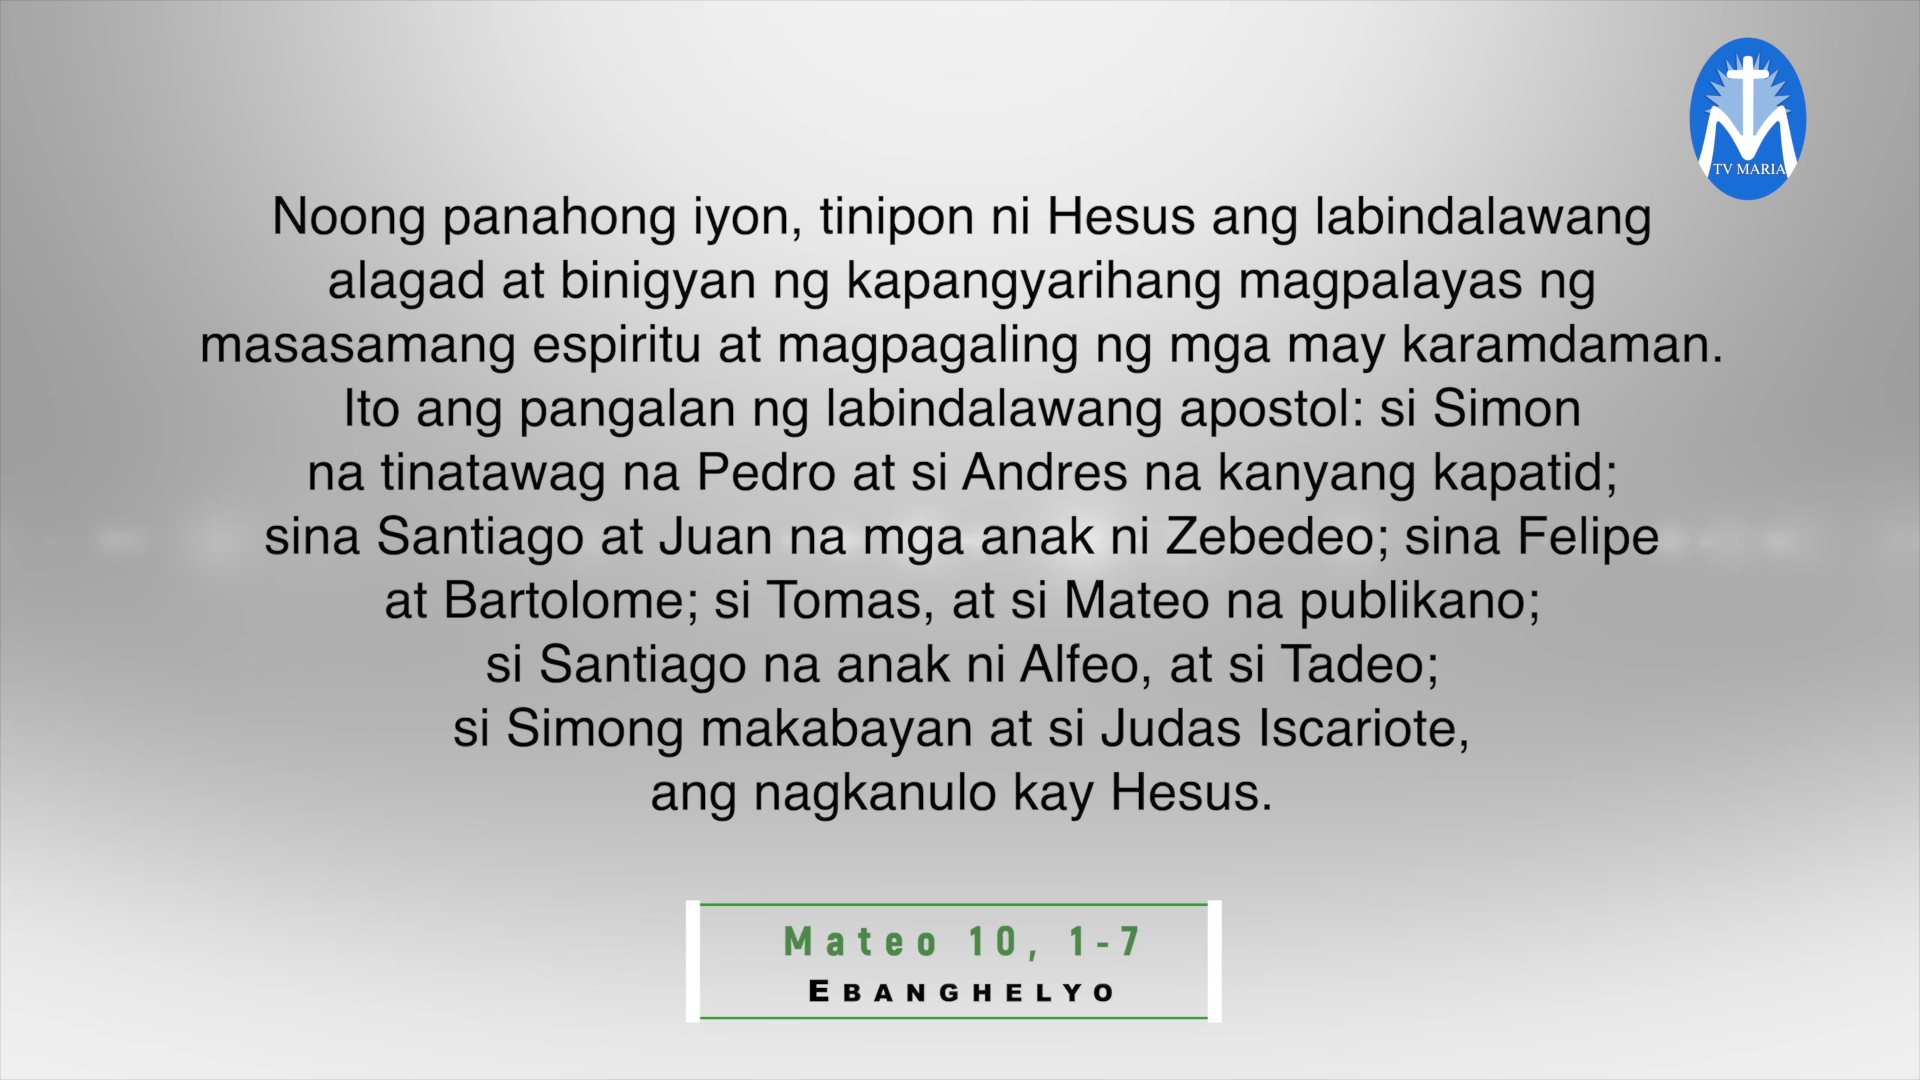 TV MARIA
Noong panahong iyon, tinipon ni Hesus ang labindalawang
alagad at binigyan ng kapangyarihang magpalayas ng
masasamang espiritu at magpagaling ng mga may karamdaman.
Ito ang pangalan ng labindalawang apostol: si Simon
na tinatawag na Pedro at si Andres na kanyang kapatid;
sina Santiago at Juan na mga anak ni Zebedeo; sina Felipe
at Bartolome; si Tomas, at si Mateo na publikano;
si Santiago na anak ni Alfeo, at si Tadeo;
si Simong makabayan at si Judas Iscariote,
ang nagkanulo kay Hesus.
Mateo 10, 1-7
EBANGHELYO